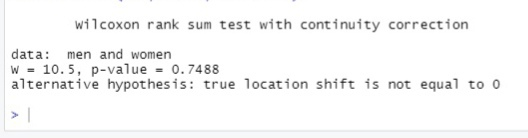 wilcoxon rank sum test with continuity correction
data:  men and women
W = 10.5, p-value = 0.7488
alternative hypothesis: true location shift is not equal to 0
>